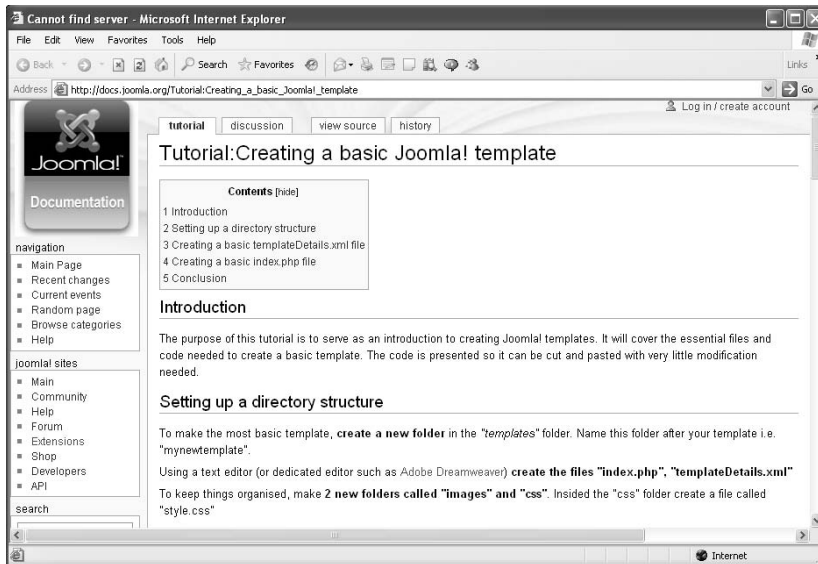 Cannot find server - Microsoft Internet Explorer
File Edit View Favorites Tools Help
Back Search Favorites Links
Address http://docs.joomla.org/Tutorial:Creating_a_basic_Joomla!_template Go
Log in / create account
tutorial discussion view source history
Joomla!
Documentation
navigation
Main Page
Recent changes
Current events
Random page
Browse categories
Help
joomla! sites
Main
Community
Help
Forum
Extensions
Shop
Developers
API
search
Tutorial:Creating a basic Joomla! template
Contents [hide]
1 Introduction
2 Setting up a directory structure
3 Creating a basic templateDetails.xml file
4 Creating a basic index.php file
5 Conclusion
Introduction
The purpose of this tutorial is to serve as an introduction to creating Joomla! templates. It will cover the essential files and
code needed to create a basic template. The code is presented so it can be cut and pasted with very little modification
needed.
Setting up a directory structure
To make the most basic template, create a new folder in the "templates" folder. Name this folder after your template i.e.
"mynewtemplate".
Using a text editor (or dedicated editor such as Adobe Dreamweaver) create the files "index.php", "templateDetails.xml"
To keep things organised, make 2 new folders called "images" and "css". Insided the "css" folder create a file called
"style.css"
Internet